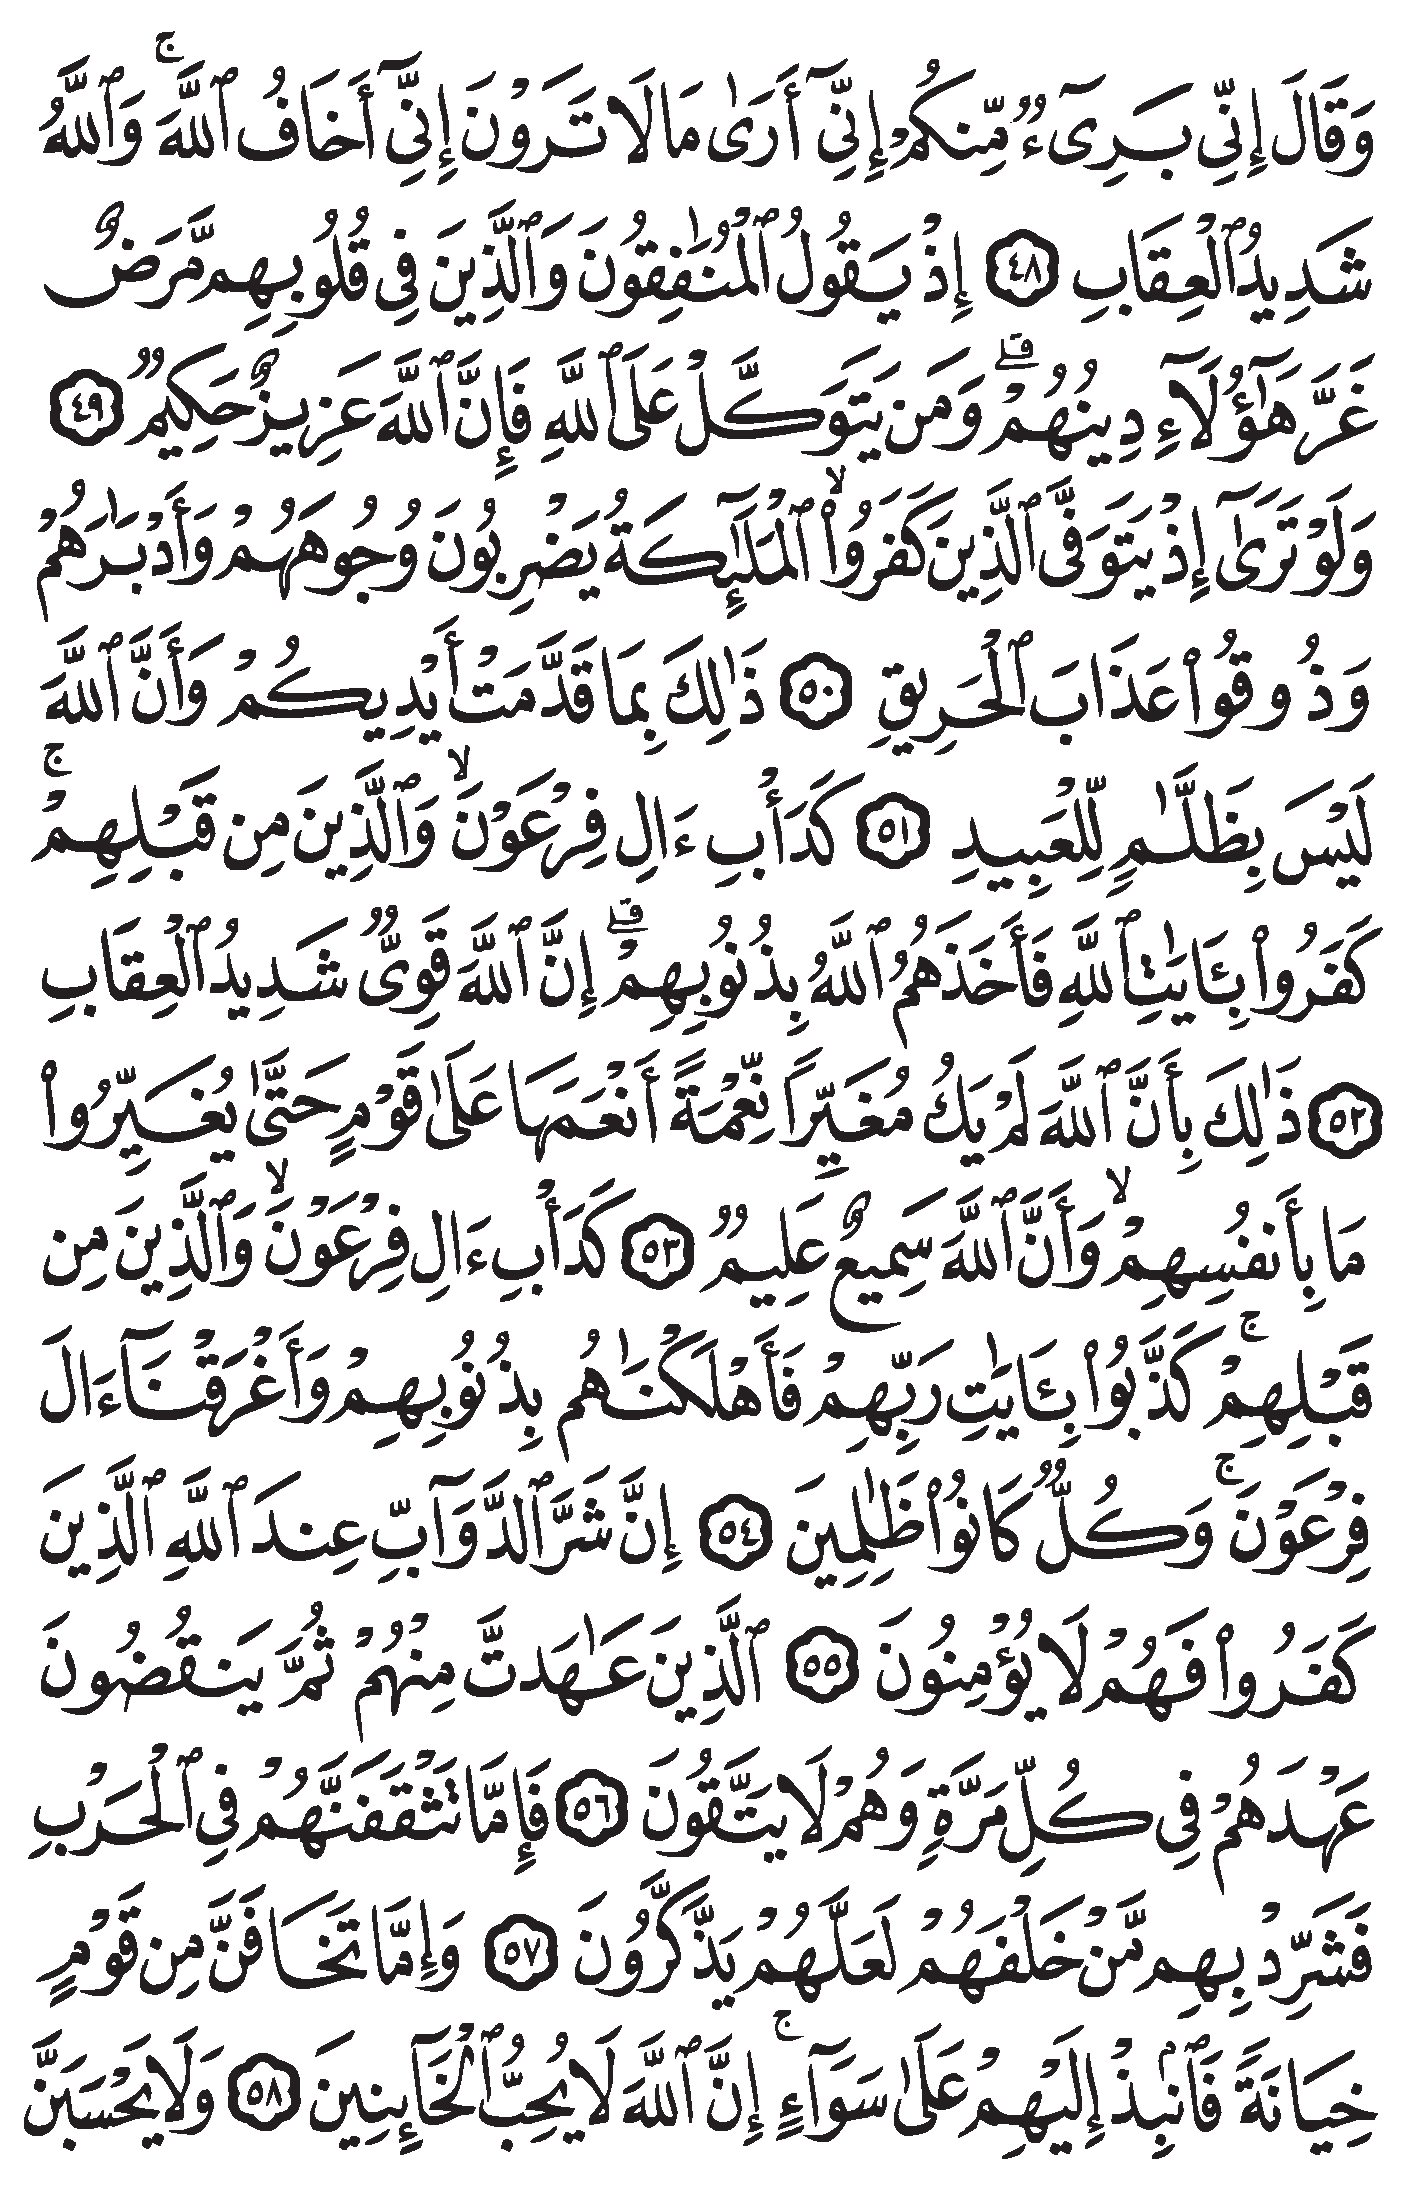 وَقَالَ إِنِّي بَرِيٓءٌ مِّنكُمْ إِنِّيٓ أَرَىٰ مَا لَا تَرَوْنَ إِنِّيٓ أَخَافُ ٱللَّهَۚ وَٱللَّهُ
شَدِيدُ ٱلْعِقَابِ ٤٨ إِذْ يَقُولُ ٱلْمُنَٰفِقُونَ وَٱلَّذِينَ فِي قُلُوبِهِم مَّرَضٌ
غَرَّ هَٰٓؤُلَآءِ دِينُهُمْۗ وَمَن يَتَوَكَّلْ عَلَى ٱللَّهِ فَإِنَّ ٱللَّهَ عَزِيزٌ حَكِيمٌ ٤٩
وَلَوْ تَرَىٰٓ إِذْ يَتَوَفَّى ٱلَّذِينَ كَفَرُوا۟ۙ ٱلْمَلَٰٓئِكَةُ يَضْرِبُونَ وُجُوهَهُمْ وَأَدْبَٰرَهُمْ
وَذُوقُوا۟ عَذَابَ ٱلْحَرِيقِ ٥٠ ذَٰلِكَ بِمَا قَدَّمَتْ أَيْدِيكُمْ وَأَنَّ ٱللَّهَ
لَيْسَ بِظَلَّٰمٍ لِّلْعَبِيدِ ٥١ كَدَأْبِ ءَالِ فِرْعَوْنَۙ وَٱلَّذِينَ مِن قَبْلِهِمْۚ
كَفَرُوا۟ بِـَٔايَٰتِ ٱللَّهِ فَأَخَذَهُمُ ٱللَّهُ بِذُنُوبِهِمْۗ إِنَّ ٱللَّهَ قَوِيٌّ شَدِيدُ ٱلْعِقَابِ
٥٢ ذَٰلِكَ بِأَنَّ ٱللَّهَ لَمْ يَكُ مُغَيِّرًا نِّعْمَةً أَنْعَمَهَا عَلَىٰ قَوْمٍ حَتَّىٰ يُغَيِّرُوا۟
مَا بِأَنفُسِهِمْۙ وَأَنَّ ٱللَّهَ سَمِيعٌ عَلِيمٌ ٥٣ كَدَأْبِ ءَالِ فِرْعَوْنَۙ وَٱلَّذِينَ مِن
قَبْلِهِمْۚ كَذَّبُوا۟ بِـَٔايَٰتِ رَبِّهِمْ فَأَهْلَكْنَٰهُم بِذُنُوبِهِمْ وَأَغْرَقْنَآ ءَالَ
فِرْعَوْنَۚ وَكُلٌّ كَانُوا۟ ظَٰلِمِينَ ٥٤ إِنَّ شَرَّ ٱلدَّوَآبِّ عِندَ ٱللَّهِ ٱلَّذِينَ
كَفَرُوا۟ فَهُمْ لَا يُؤْمِنُونَ ٥٥ ٱلَّذِينَ عَٰهَدتَّ مِنْهُمْ ثُمَّ يَنقُضُونَ
عَهْدَهُمْ فِي كُلِّ مَرَّةٍ وَهُمْ لَا يَتَّقُونَ ٥٦ فَإِمَّا تَثْقَفَنَّهُمْ فِي ٱلْحَرْبِ
فَشَرِّدْ بِهِم مَّنْ خَلْفَهُمْ لَعَلَّهُمْ يَذَّكَّرُونَ ٥٧ وَإِمَّا تَخَافَنَّ مِن قَوْمٍ
خِيَانَةً فَٱنۢبِذْ إِلَيْهِمْ عَلَىٰ سَوَآءٍۚ إِنَّ ٱللَّهَ لَا يُحِبُّ ٱلْخَآئِنِينَ ٥٨ وَلَا يَحْسَبَنَّ